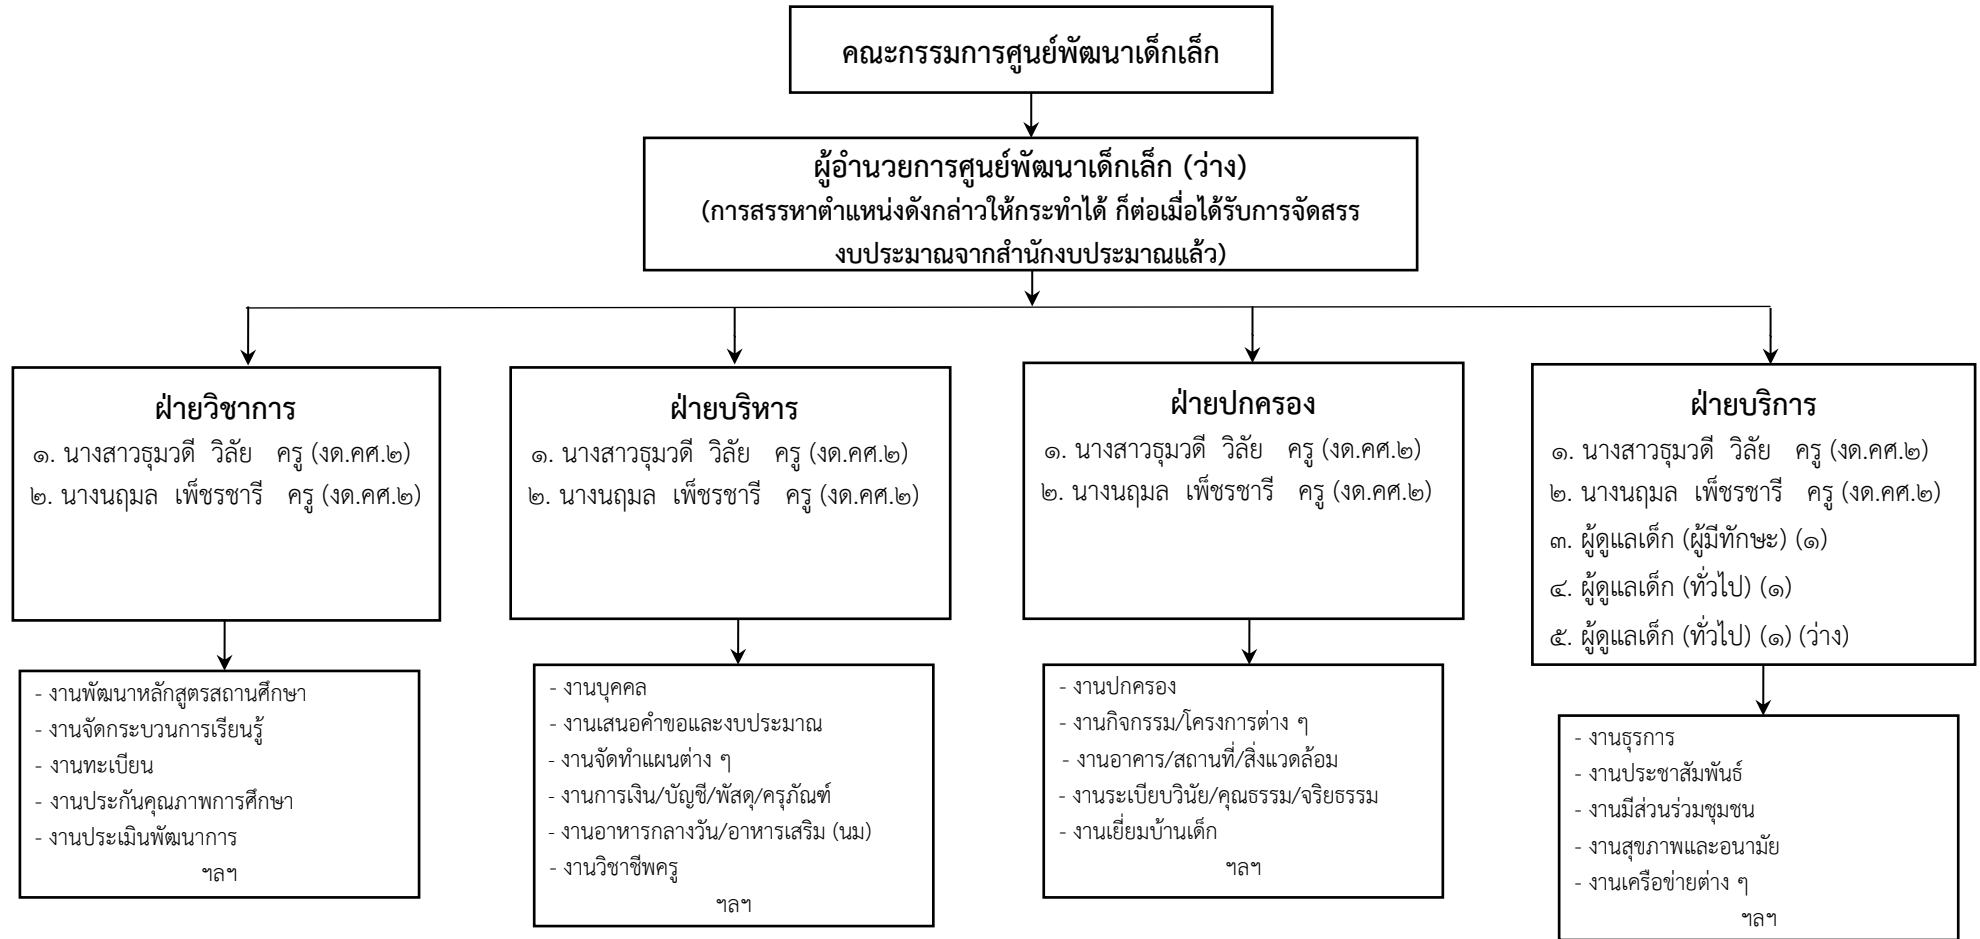 คณะกรรมการศูนย์พัฒนาเด็กเล็ก
ผู้อำนวยการศูนย์พัฒนาเด็กเล็ก (ว่าง)
(การสรรหาตำแหน่งดังกล่าวให้กระทำได้ ก็ต่อเมื่อได้รับการจัดสรร
งบประมาณจากสำนักงบประมาณแล้ว)
ฝ่ายวิชาการ
๑. นางสาวธุมวดี วิลัย ครู (งด.คศ.๒)
๒. นางนฤมล เพ็ชรชารี ครู (งด.คศ.๒)
- งานพัฒนาหลักสูตรสถานศึกษา
- งานจัดกระบวนการเรียนรู้
- งานทะเบียน
- งานประกันคุณภาพการศึกษา
- งานประเมินพัฒนาการ
ฯลฯ
ฝ่ายบริหาร
๑. นางสาวธุมวดี วิลัย ครู (งด.คศ.๒)
๒. นางนฤมล เพ็ชรชารี ครู (งด.คศ.๒)
- งานบุคคล
- งานเสนอคำขอและงบประมาณ
- งานจัดทำแผนต่าง ๆ
- งานการเงิน/บัญชี/พัสดุ/ครุภัณฑ์
- งานอาหารกลางวัน/อาหารเสริม (นม)
- งานวิชาชีพครู
ฯลฯ
ฝ่ายปกครอง
๑. นางสาวธุมวดี วิลัย ครู (งด.คศ.๒)
๒. นางนฤมล เพ็ชรชารี ครู (งด.คศ.๒)
- งานปกครอง
- งานกิจกรรม/โครงการต่าง ๆ
- งานอาคาร/สถานที่/สิ่งแวดล้อม
- งานระเบียบวินัย/คุณธรรม/จริยธรรม
- งานเยี่ยมบ้านเด็ก
ฯลฯ
ฝ่ายบริการ
๑. นางสาวธุมวดี วิลัย ครู (งด.คศ.๒)
๒. นางนฤมล เพ็ชรชารี ครู (งด.คศ.๒)
๓. ผู้ดูแลเด็ก (ผู้มีทักษะ) (๑)
๔. ผู้ดูแลเด็ก (ทั่วไป) (๑)
๕. ผู้ดูแลเด็ก (ทั่วไป) (๑) (ว่าง)
- งานธุรการ
- งานประชาสัมพันธ์
- งานมีส่วนร่วมชุมชน
- งานสุขภาพและอนามัย
- งานเครือข่ายต่าง ๆ
ฯลฯ